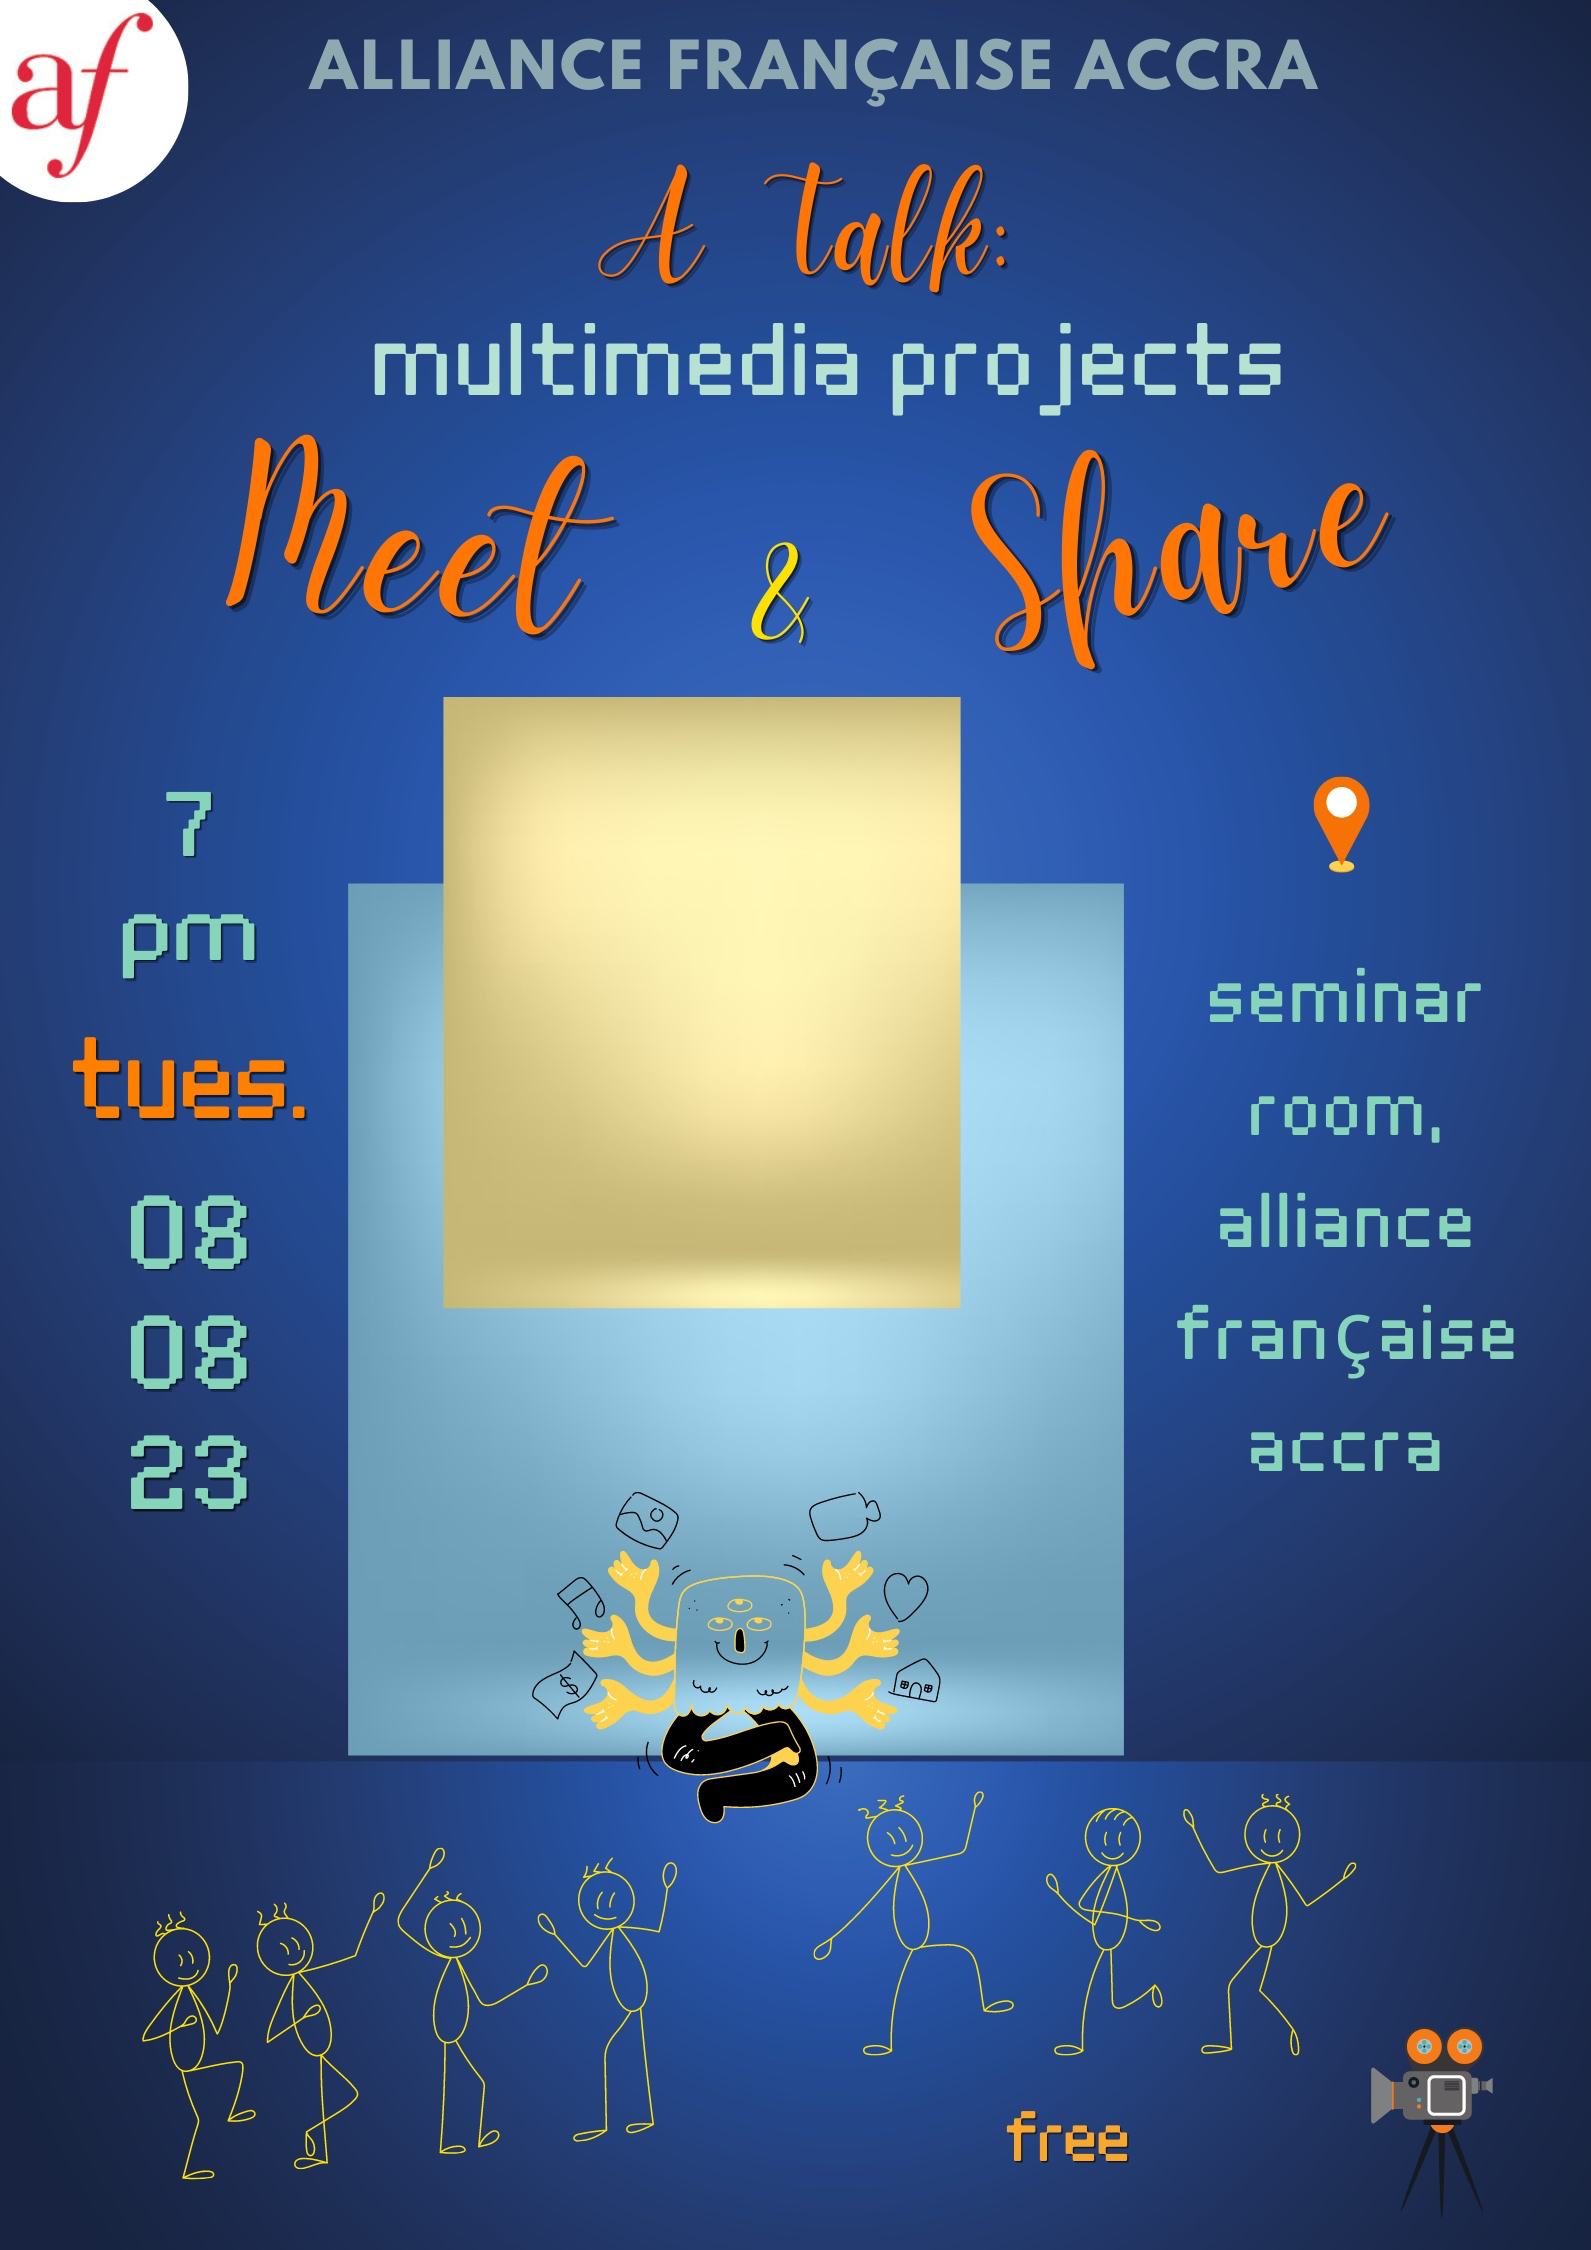 af
ALLIANCE FRANÇAISE ACCRA
A Talk:
multimedia projects
Meet & Share
7
pm
tues.
08
08
23
seminar
room,
alliance
française
accra
$
free